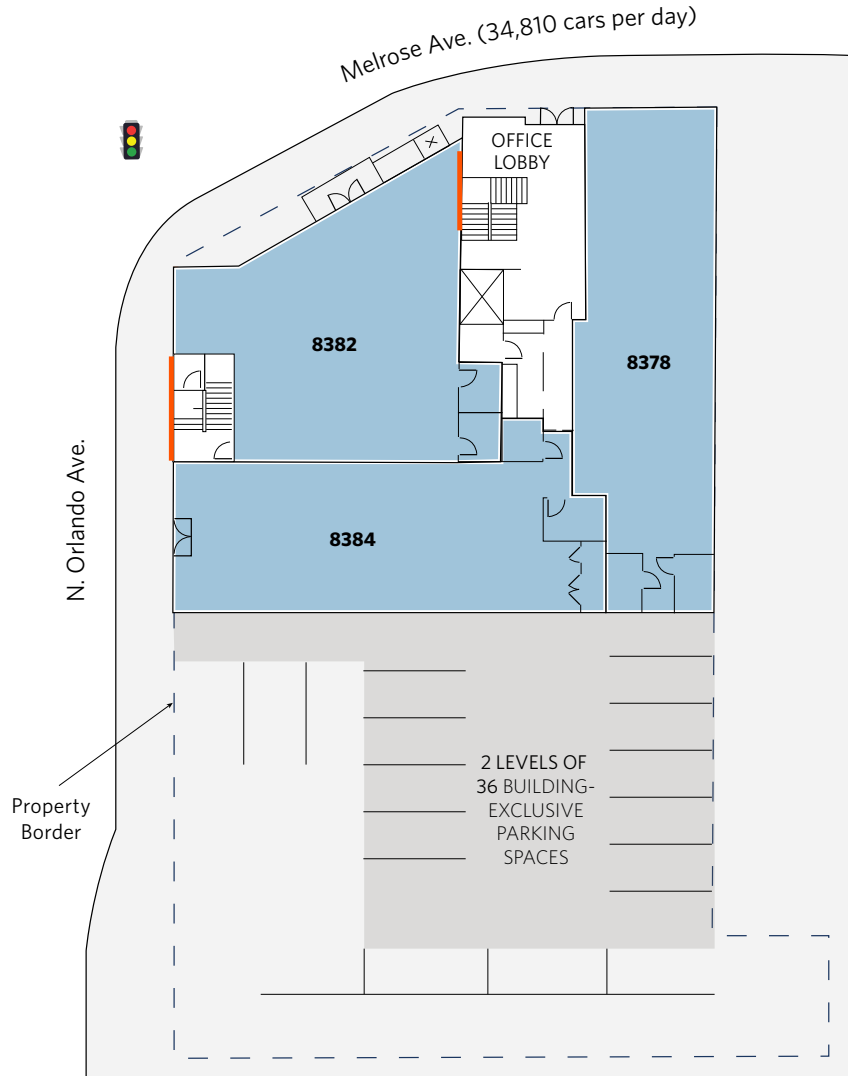 Melrose Ave. (34,810 cars per day)
OFFICE
LOBBY
8382
8378
N. Orlando Ave.
8384
2 LEVELS OF
36 BUILDING-
EXCLUSIVE
PARKING
SPACES
Property
Border